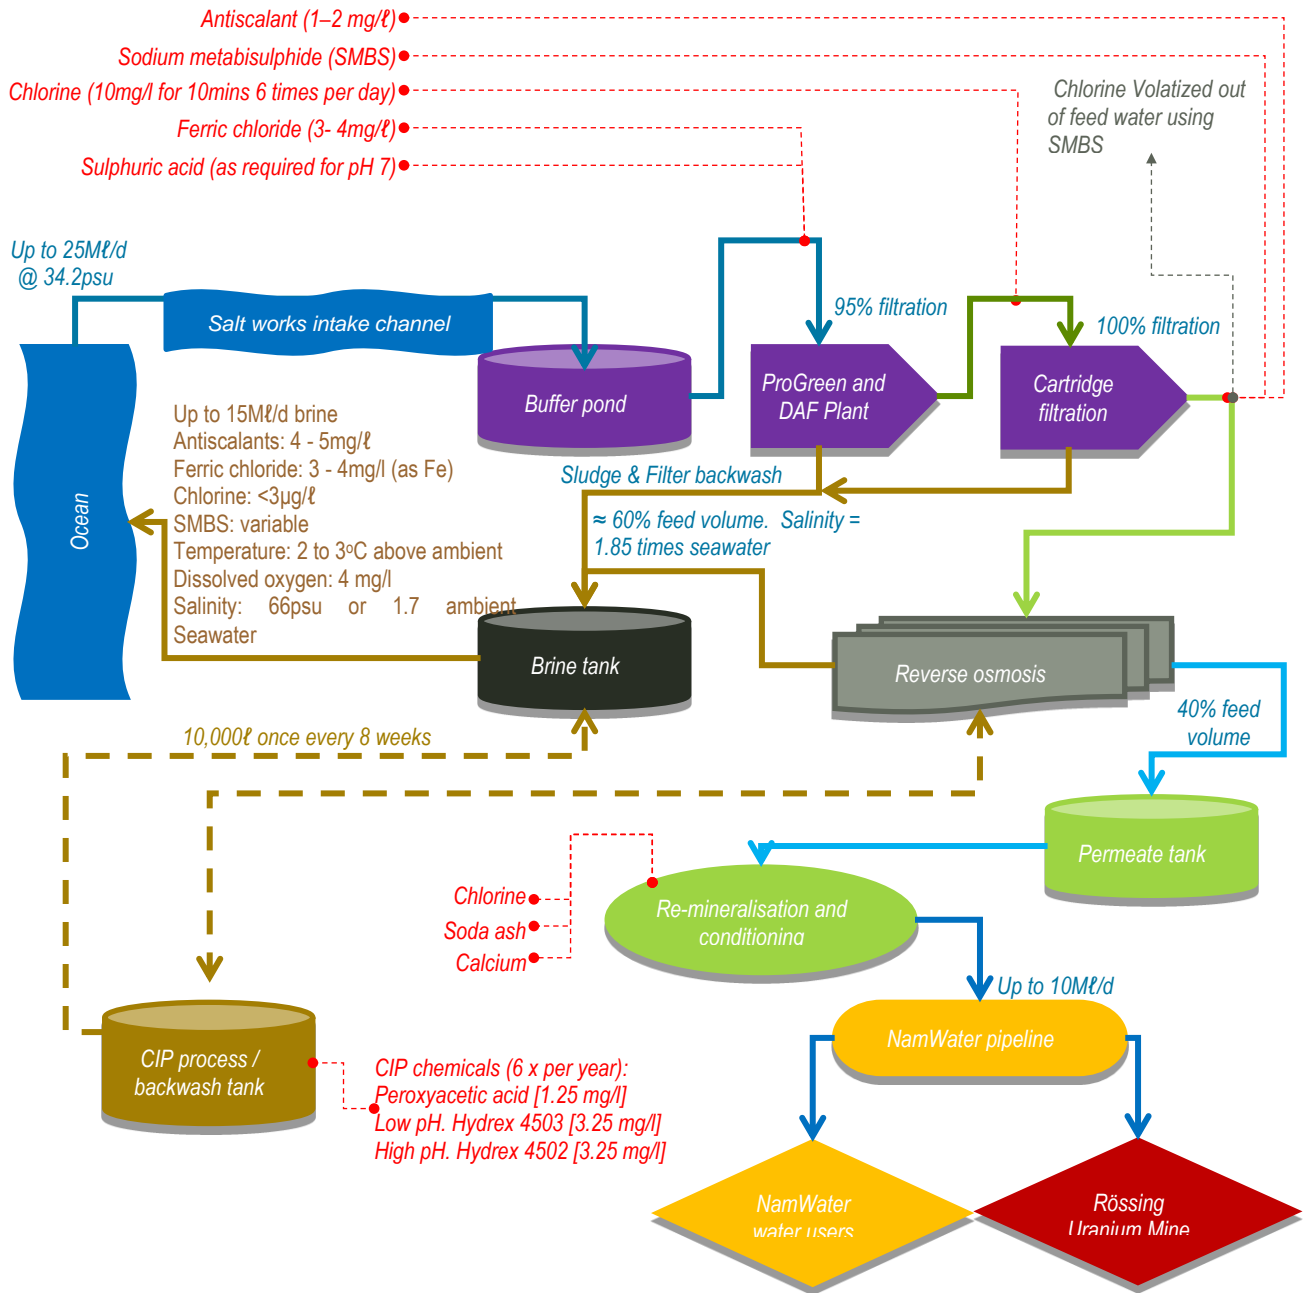 Antiscalant (1–2 mg/ℓ)
Sodium metabisulphide (SMBS)
Chlorine (10mg/l for 10mins 6 times per day)
Ferric chloride (3- 4mg/ℓ)
Sulphuric acid (as required for pH 7)
Chlorine Volatized out
of feed water using
SMBS
Up to 25Mℓ/d
@ 34.2psu
Salt works intake channel
95% filtration
100% filtration
Buffer pond
ProGreen and
DAF Plant
Cartridge
filtration
Ocean
Up to 15Mℓ/d brine
Antiscalants: 4 - 5mg/ℓ
Ferric chloride: 3 - 4mg/l (as Fe)
Chlorine: <3µg/ℓ
SMBS: variable
Temperature: 2 to 3ºC above ambient
Dissolved oxygen: 4 mg/l
Salinity: 66psu or 1.7 ambient
Seawater
Sludge & Filter backwash
≈ 60% feed volume. Salinity =
1.85 times seawater
Brine tank
Reverse osmosis
40% feed
volume
10,000ℓ once every 8 weeks
Permeate tank
Chlorine
Soda ash
Calcium
Re-mineralisation and
conditioning
Up to 10Mℓ/d
NamWater pipeline
CIP process /
backwash tank
CIP chemicals (6 x per year):
Peroxyacetic acid [1.25 mg/l]
Low pH. Hydrex 4503 [3.25 mg/l]
High pH. Hydrex 4502 [3.25 mg/l]
NamWater
water users
Rössing
Uranium Mine